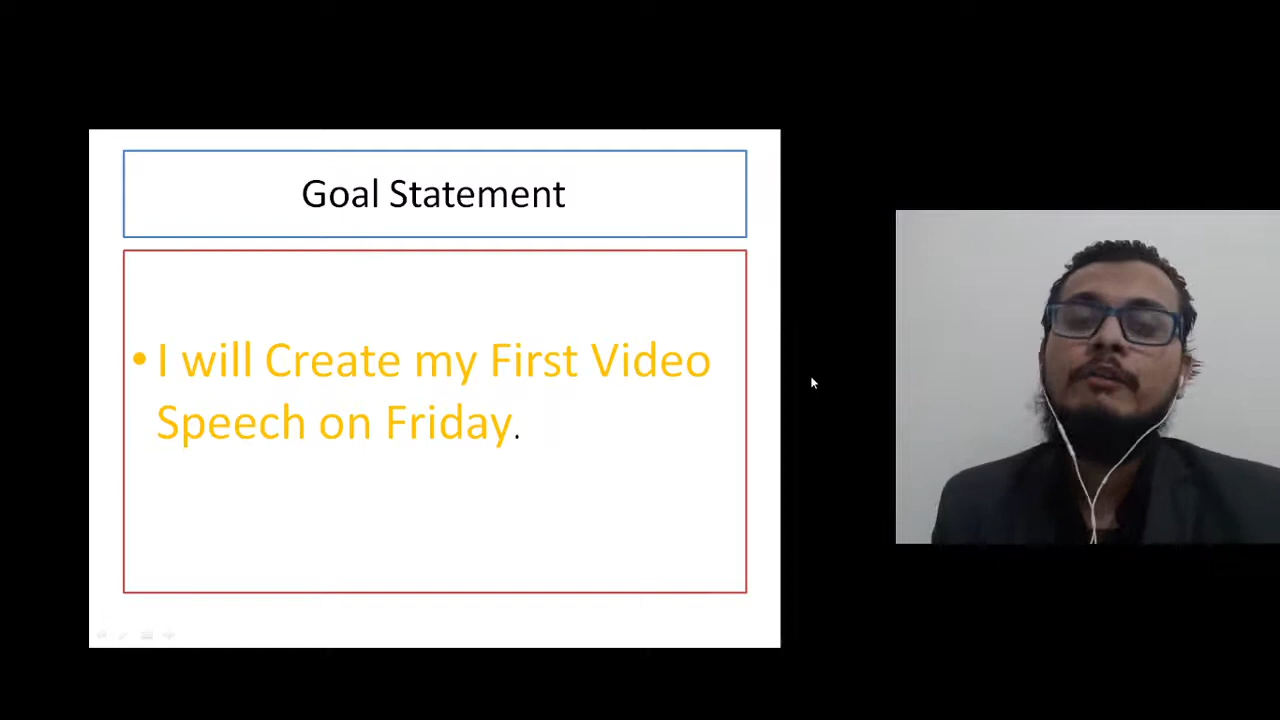 Goal Statement
• I will Create my First Video
Speech on Friday.